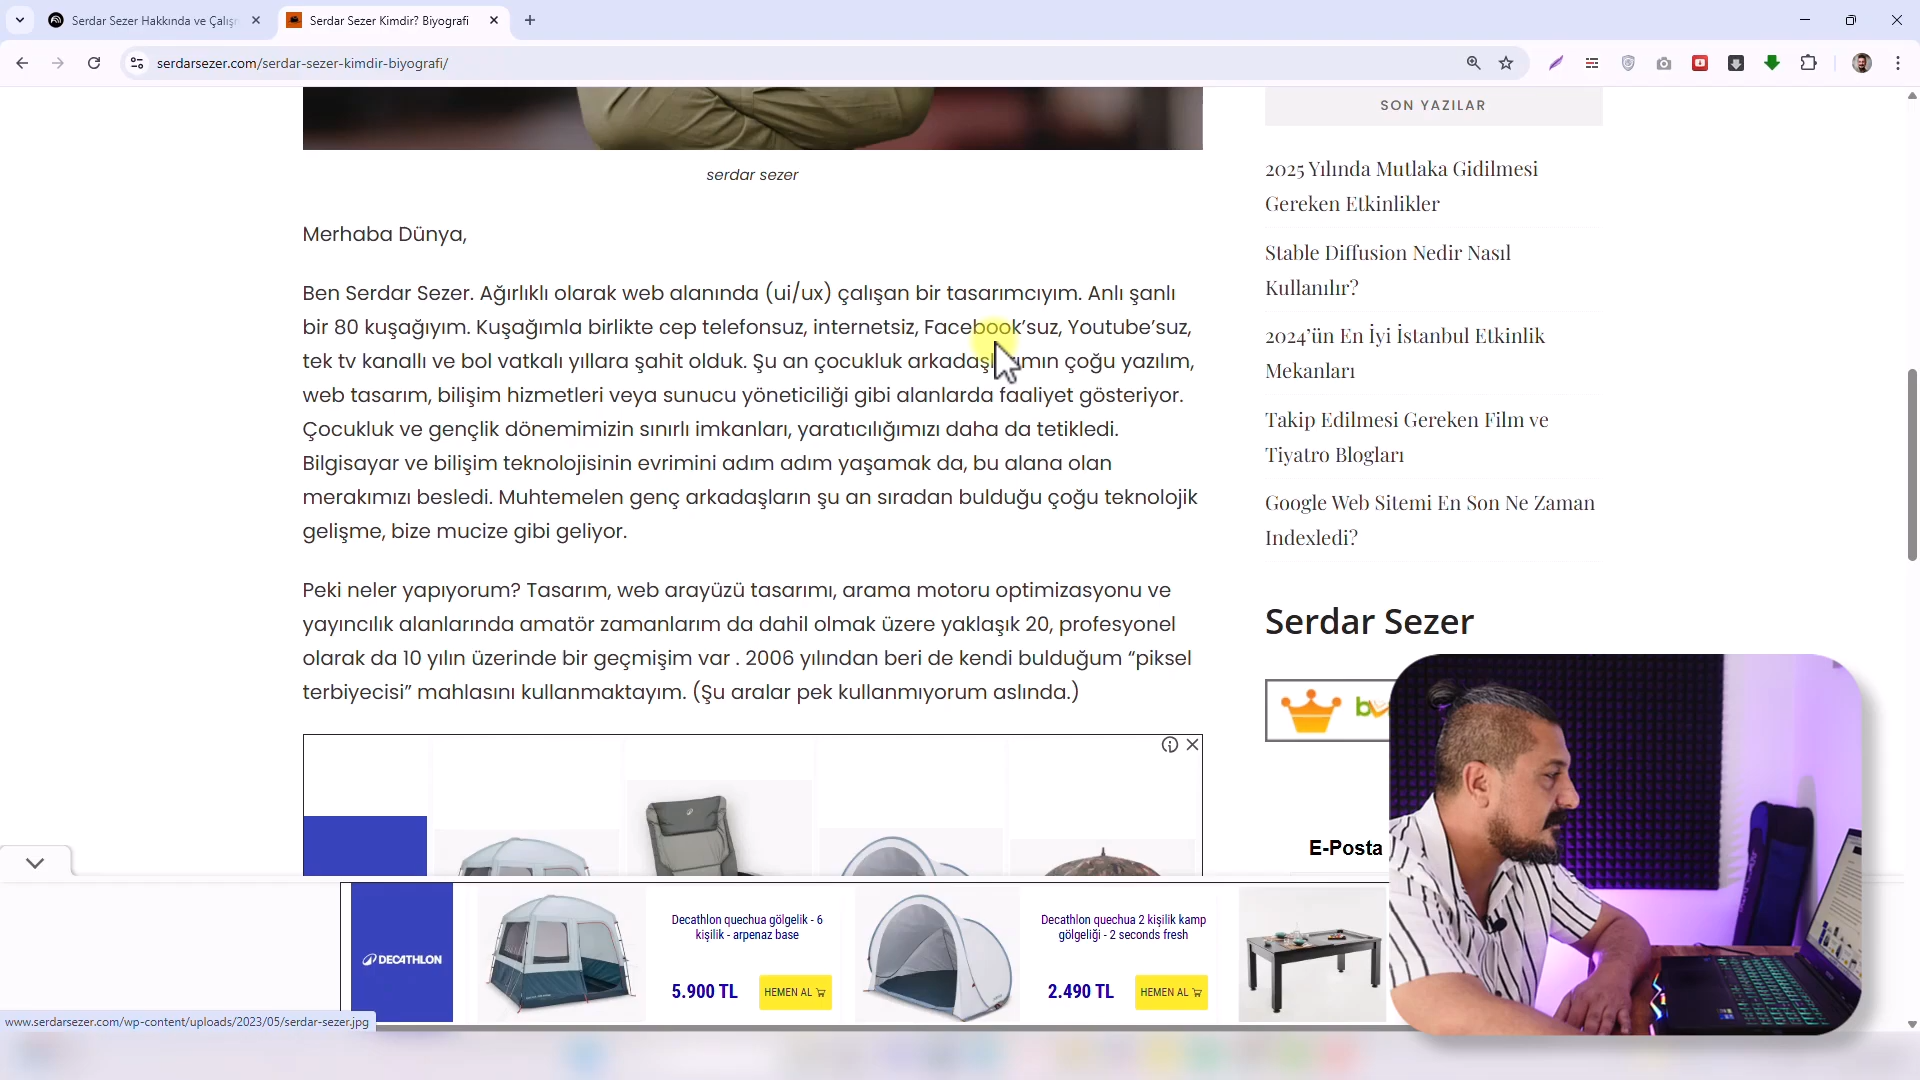 Serdar Sezer Hakkında ve Çalışm
Serdar Sezer Kimdir? Biyografi
serdarsezer.com/serdar-sezer-kimdir-biyografi/
serdar sezer
Merhaba Dünya,
Ben Serdar Sezer. Ağırlıklı olarak web alanında (ui/ux) çalışan bir tasarımcıyım. Anlı şanlı
bir 80 kuşağıyım. Kuşağımla birlikte cep telefonsuz, internetsiz, Facebook’suz, Youtube’suz,
tek tv kanallı ve bol vatkalı yıllara şahit olduk. Şu an çocukluk arkadaşlarımın çoğu yazılım,
web tasarım, bilişim hizmetleri veya sunucu yöneticiliği gibi alanlarda faaliyet gösteriyor.
Çocukluk ve gençlik dönemimizin sınırlı imkanları, yaratıcılığımızı daha da tetikledi.
Bilgisayar ve bilişim teknolojisinin evrimini adım adım yaşamak da, bu alana olan
merakımızı besledi. Muhtemelen genç arkadaşların şu an sıradan bulduğu çoğu teknolojik
gelişme, bize mucize gibi geliyor.
Peki neler yapıyorum? Tasarım, web arayüzü tasarımı, arama motoru optimizasyonu ve
yayıncılık alanlarında amatör zamanlarım da dahil olmak üzere yaklaşık 20, profesyonel
olarak da 10 yılın üzerinde bir geçmişim var . 2006 yılından beri de kendi bulduğum “piksel
terbiyecisi” mahlasını kullanmaktayım. (Şu aralar pek kullanmıyorum aslında.)
SON YAZILAR
2025 Yılında Mutlaka Gidilmesi
Gereken Etkinlikler
Stable Diffusion Nedir Nasıl
Kullanılır?
2024’ün En İyi İstanbul Etkinlik
Mekanları
Takip Edilmesi Gereken Film ve
Tiyatro Blogları
Google Web Sitemi En Son Ne Zaman
Indexledi?
Serdar Sezer
E-Posta
DECATHLON
Decathlon quechua gölgelik - 6
kişilik - arpenaz base
5.900 TL
HEMEN AL
Decathlon quechua 2 kişilik kamp
gölgeliği - 2 seconds fresh
2.490 TL
HEMEN AL
www.serdarsezer.com/wp-content/uploads/2023/05/serdar-sezer.jpg